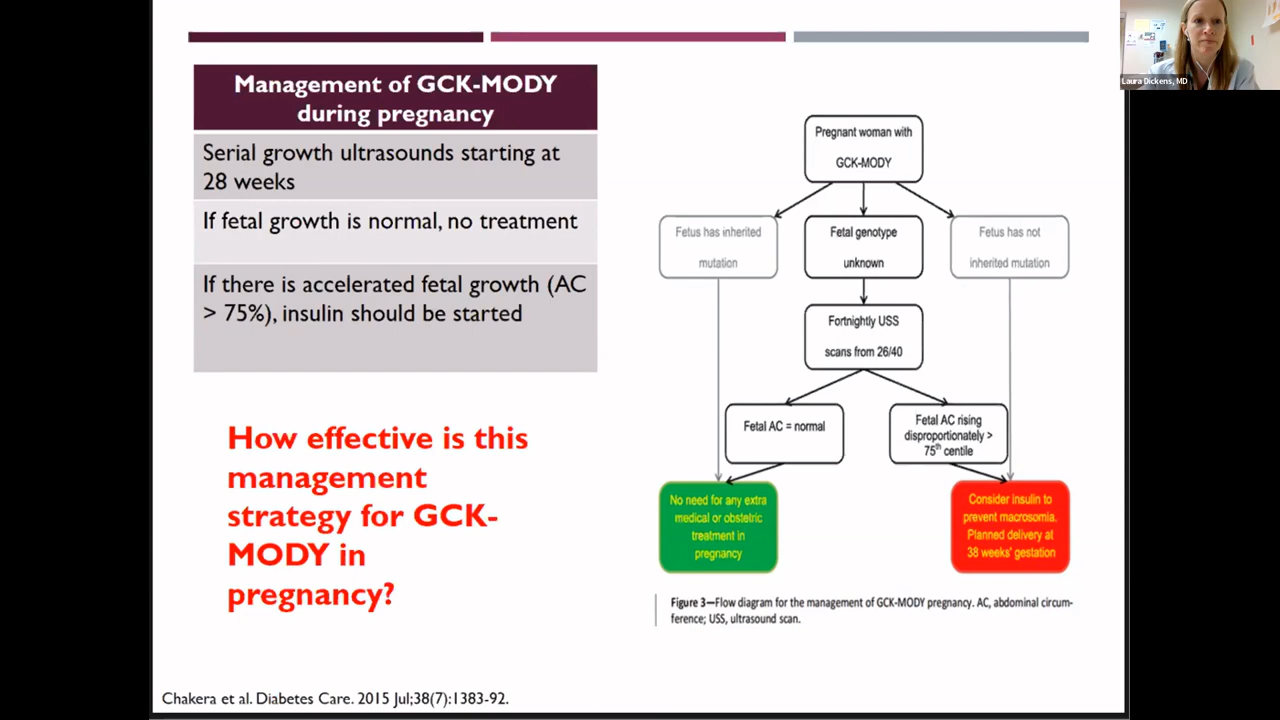 Management of GCK-MODY
during pregnancy
Serial growth ultrasounds starting at
28 weeks
If fetal growth is normal, no treatment
If there is accelerated fetal growth (AC
> 75%), insulin should be started
How effective is this
management
strategy for GCK-
MODY in
pregnancy?
Pregnant woman with
GCK-MODY
Fetus has inherited
mutation
Fetal genotype
unknown
Fetus has not
inherited mutation
Fortnightly USS
scans from 26/40
Fetal AC = normal
Fetal AC rising
disproportionately >
75th centile
No need for any extra
medical or obstetric
treatment in
pregnancy
Consider insulin to
prevent macrosomia.
Planned delivery at
38 weeks' gestation
Figure 3—Flow diagram for the management of GCK-MODY pregnancy. AC, abdominal circum-
ference; USS, ultrasound scan.
Chakera et al. Diabetes Care. 2015 Jul;38(7):1383-92.
Laura Dickens, MD